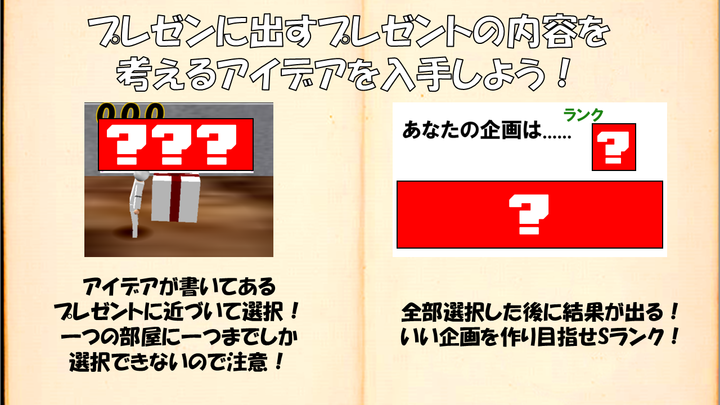 プレゼンに出すプレゼントの内容を
考えるアイデアを入手しよう！
000
???
アイデアが書いてある
プレゼントに近づいて選択！
一つの部屋に一つまでしか
選択できないので注意！
ランク
あなたの企画は……
?
?
全部選択した後に結果が出る！
いい企画を作り目指せSランク！